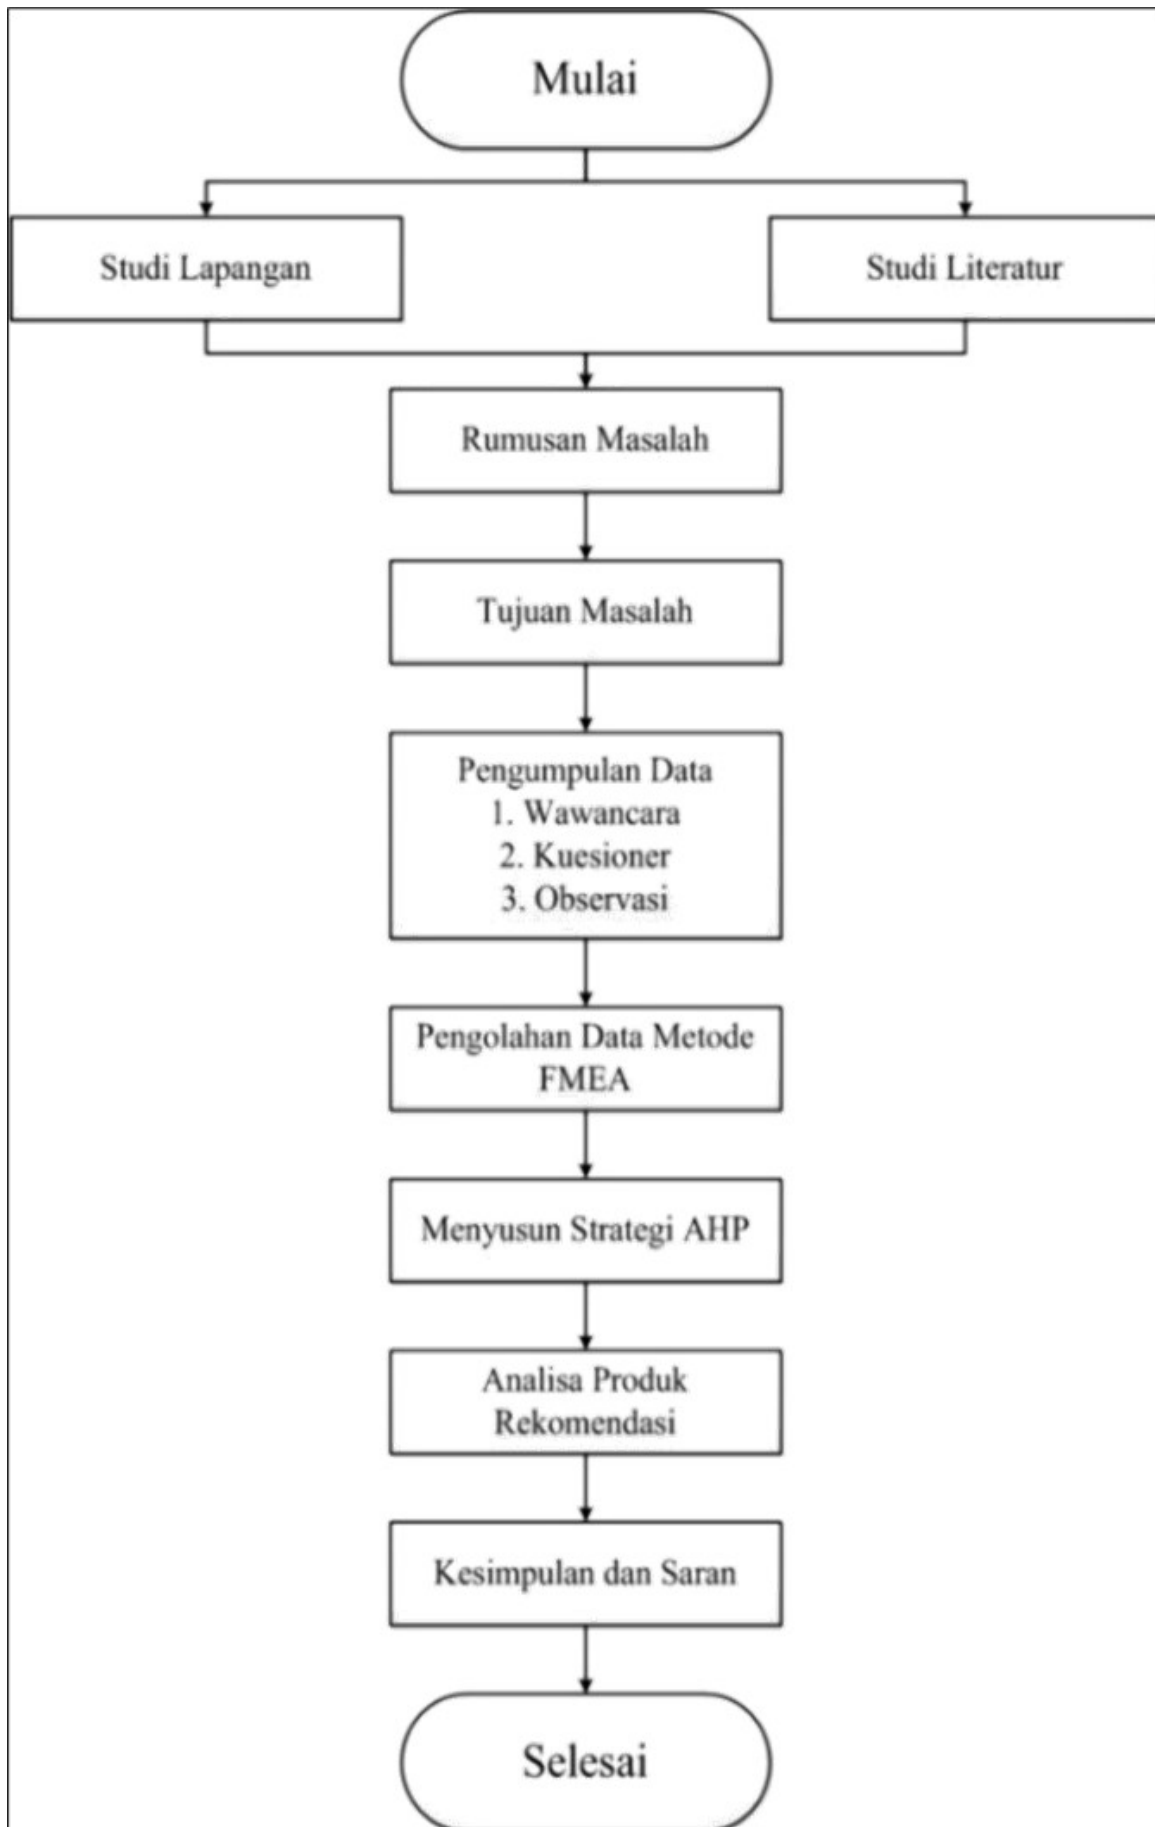 Mulai
Studi Lapangan
Studi Literatur
Rumusan Masalah
Tujuan Masalah
Pengumpulan Data
1. Wawancara
2. Kuesioner
3. Observasi
Pengolahan Data Metode
FMEA
Menyusun Strategi AHP
Analisa Produk
Rekomendasi
Kesimpulan dan Saran
Selesai